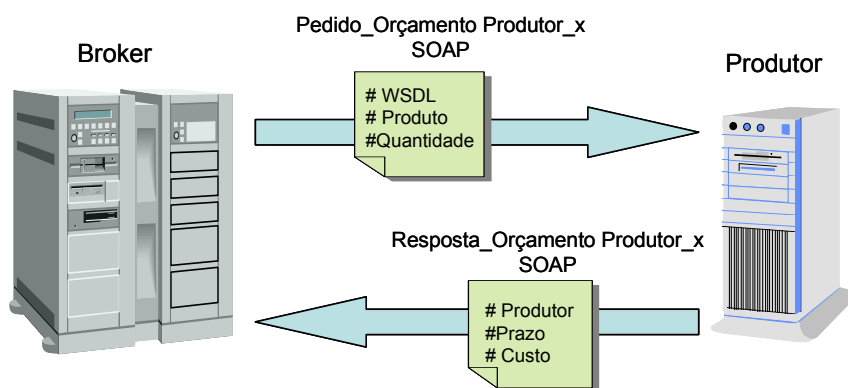 Pedido_Orçamento Produtor_x
SOAP
Broker
Produtor
# WSDL
# Produto
#Quantidade
Resposta_Orçamento Produtor_x
SOAP
# Produtor
#Prazo
# Custo